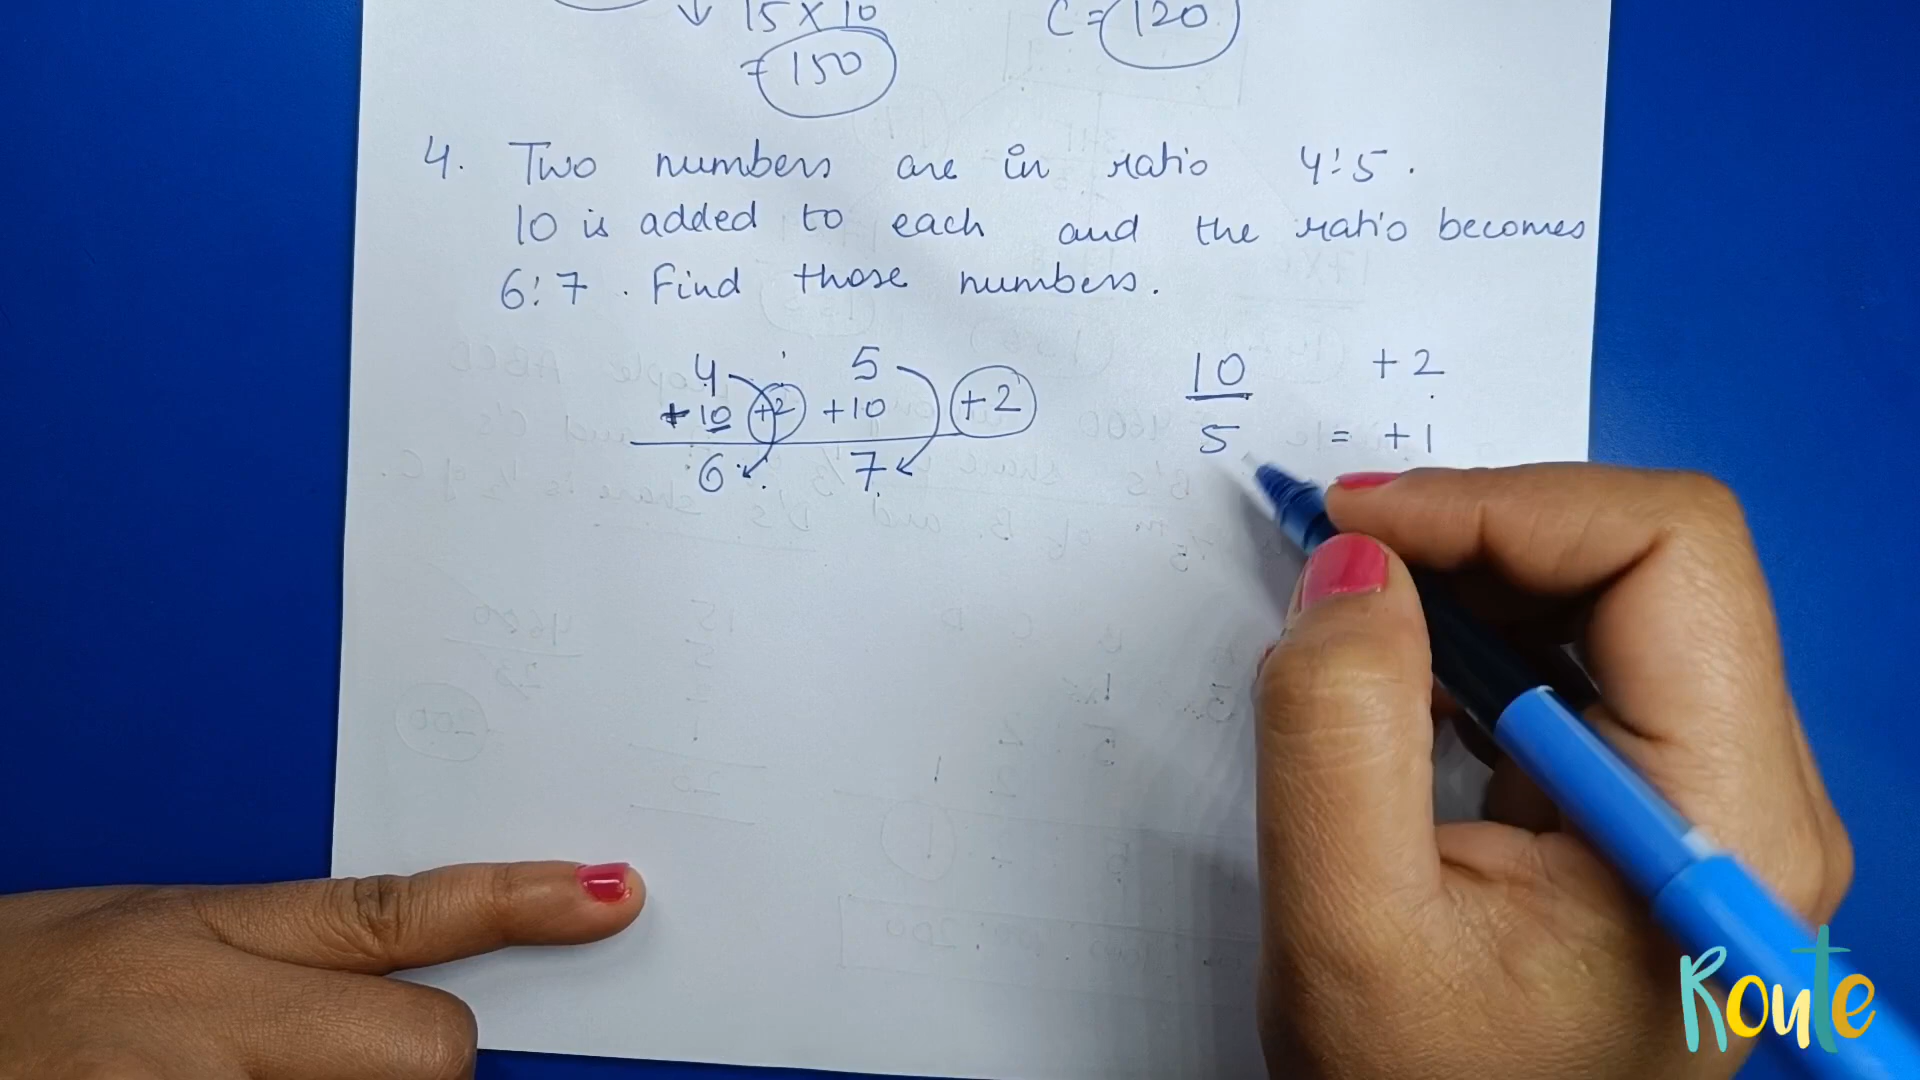 ↓ 15 x 10
C = 120
= 150
4. Two numbers are in ratio 4:5.
10 is added to each and the ratio becomes
6:7. Find those numbers.
4 : 5
+10 +2 +10 +2
6 : 7
10 +2
5 = +1
Route